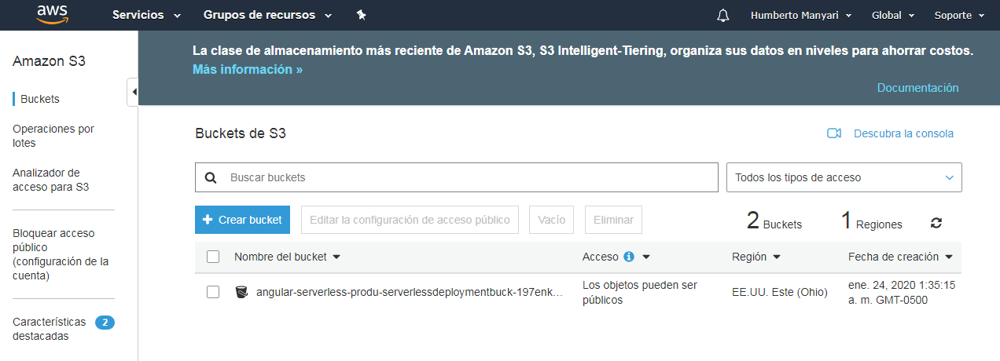 aws
Servicios
Grupos de recursos
Humberto Manyari
Global
Soporte
Amazon S3
Buckets
Operaciones por
lotes
Analizador de
acceso para S3
Bloquear acceso
público
(configuración de la
cuenta)
Características 2
destacadas
La clase de almacenamiento más reciente de Amazon S3, S3 Intelligent-Tiering, organiza sus datos en niveles para ahorrar costos.
Más información »
Documentación
Buckets de S3
Descubra la consola
Buscar buckets
Todos los tipos de acceso
+ Crear bucket
Editar la configuración de acceso público
Vacío
Eliminar
2 Buckets
1 Regiones
Nombre del bucket
Acceso
Región
Fecha de creación
angular-serverless-produ-serverlessdeploymentbuck-197enk...
Los objetos pueden ser
públicos
EE.UU. Este (Ohio)
ene. 24, 2020 1:35:15
a. m. GMT-0500